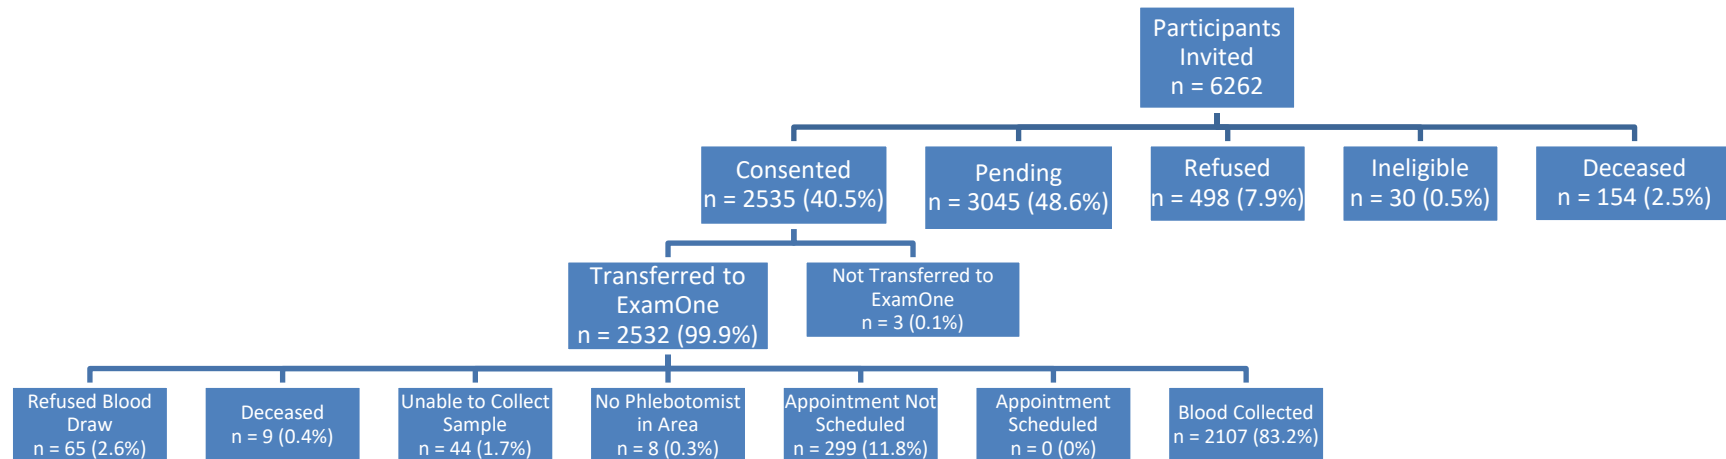 Participants
Invited
n = 6262
Consented
n = 2535 (40.5%)
Pending
n = 3045 (48.6%)
Refused
n = 498 (7.9%)
Ineligible
n = 30 (0.5%)
Deceased
n = 154 (2.5%)
Transferred to
ExamOne
n = 2532 (99.9%)
Not Transferred to
ExamOne
n = 3 (0.1%)
Refused Blood
Draw
n = 65 (2.6%)
Deceased
n = 9 (0.4%)
Unable to Collect
Sample
n = 44 (1.7%)
No Phlebotomist
in Area
n = 8 (0.3%)
Appointment Not
Scheduled
n = 299 (11.8%)
Appointment
Scheduled
n = 0 (0%)
Blood Collected
n = 2107 (83.2%)